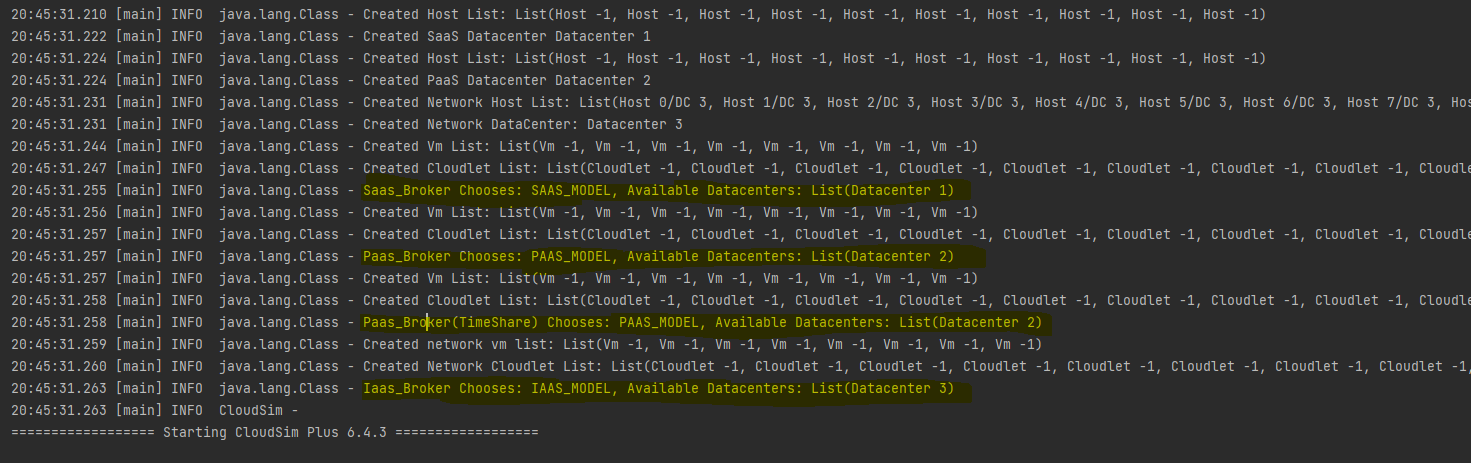 20:45:31.210 [main] INFO  java.lang.Class - Created Host List: List(Host -1, Host -1, Host -1, Host -1, Host -1, Host -1, Host -1, Host -1, Host -1, Host -1)
20:45:31.222 [main] INFO  java.lang.Class - Created SaaS Datacenter Datacenter 1
20:45:31.224 [main] INFO  java.lang.Class - Created Host List: List(Host -1, Host -1, Host -1, Host -1, Host -1, Host -1, Host -1, Host -1, Host -1, Host -1)
20:45:31.224 [main] INFO  java.lang.Class - Created PaaS Datacenter Datacenter 2
20:45:31.231 [main] INFO  java.lang.Class - Created Network Host List: List(Host 0/DC 3, Host 1/DC 3, Host 2/DC 3, Host 3/DC 3, Host 4/DC 3, Host 5/DC 3, Host 6/DC 3, Host 7/DC 3, Hos
20:45:31.231 [main] INFO  java.lang.Class - Created Network DataCenter: Datacenter 3
20:45:31.244 [main] INFO  java.lang.Class - Created Vm List: List(Vm -1, Vm -1, Vm -1, Vm -1, Vm -1, Vm -1, Vm -1, Vm -1)
20:45:31.247 [main] INFO  java.lang.Class - Created Cloudlet List: List(Cloudlet -1, Cloudlet -1, Cloudlet -1, Cloudlet -1, Cloudlet -1, Cloudlet -1, Cloudlet -1, Cloudlet -1, Cloudle
20:45:31.255 [main] INFO  java.lang.Class - Saas_Broker Chooses: SAAS_MODEL, Available Datacenters: List(Datacenter 1)
20:45:31.256 [main] INFO  java.lang.Class - Created Vm List: List(Vm -1, Vm -1, Vm -1, Vm -1, Vm -1, Vm -1, Vm -1, Vm -1)
20:45:31.257 [main] INFO  java.lang.Class - Created Cloudlet List: List(Cloudlet -1, Cloudlet -1, Cloudlet -1, Cloudlet -1, Cloudlet -1, Cloudlet -1, Cloudlet -1, Cloudlet -1, Cloudle
20:45:31.257 [main] INFO  java.lang.Class - Paas_Broker Chooses: PAAS_MODEL, Available Datacenters: List(Datacenter 2)
20:45:31.257 [main] INFO  java.lang.Class - Created Vm List: List(Vm -1, Vm -1, Vm -1, Vm -1, Vm -1, Vm -1, Vm -1, Vm -1)
20:45:31.258 [main] INFO  java.lang.Class - Created Cloudlet List: List(Cloudlet -1, Cloudlet -1, Cloudlet -1, Cloudlet -1, Cloudlet -1, Cloudlet -1, Cloudlet -1, Cloudlet -1, Cloudle
20:45:31.258 [main] INFO  java.lang.Class - Paas_Broker(TimeShare) Chooses: PAAS_MODEL, Available Datacenters: List(Datacenter 2)
20:45:31.259 [main] INFO  java.lang.Class - Created network vm list: List(Vm -1, Vm -1, Vm -1, Vm -1, Vm -1, Vm -1, Vm -1, Vm -1)
20:45:31.260 [main] INFO  java.lang.Class - Created Network Cloudlet List: List(Cloudlet -1, Cloudlet -1, Cloudlet -1, Cloudlet -1, Cloudlet -1, Cloudlet -1, Cloudlet -1, Cloudlet -1,
20:45:31.263 [main] INFO  java.lang.Class - Iaas_Broker Chooses: IAAS_MODEL, Available Datacenters: List(Datacenter 3)
20:45:31.263 [main] INFO  CloudSim -
================== Starting CloudSim Plus 6.4.3 ==================